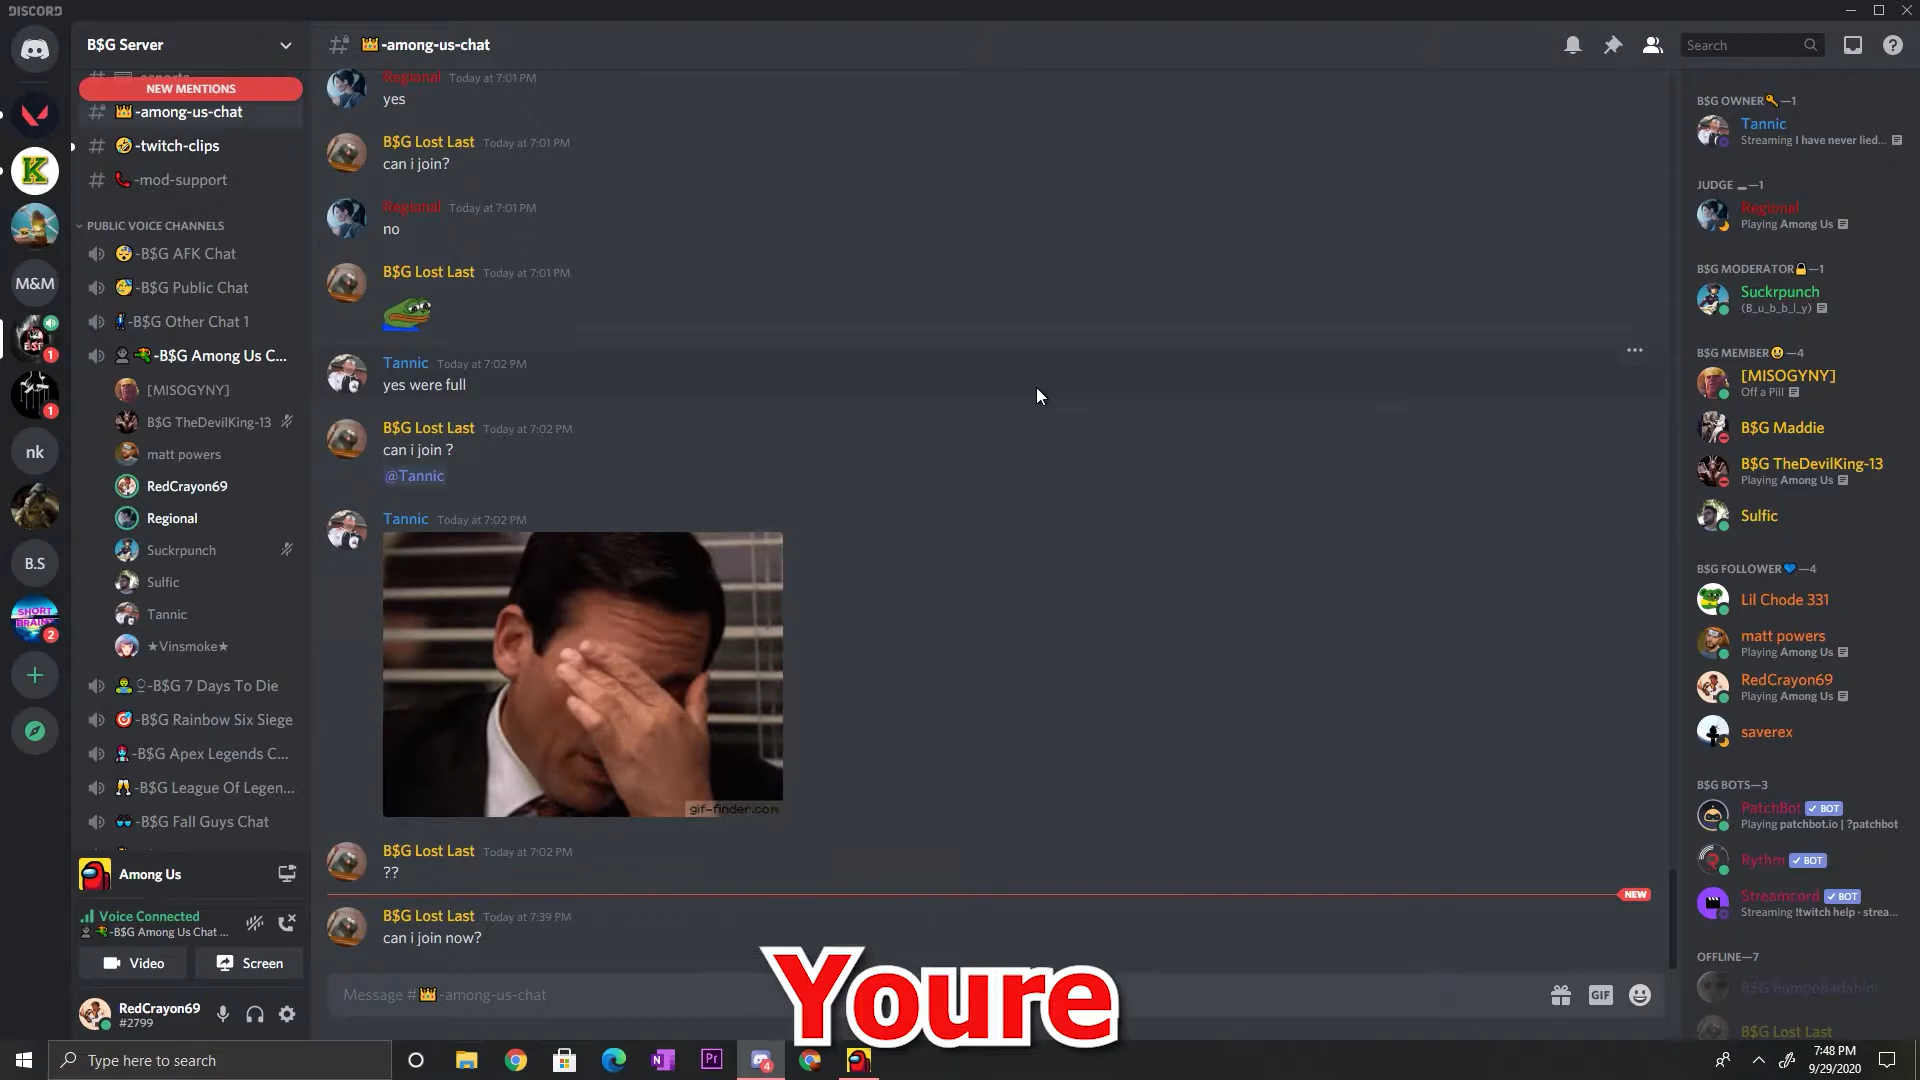 DISCORD
B$G Server
-esports
NEW MENTIONS
-among-us-chat
-twitch-clips
-mod-support
PUBLIC VOICE CHANNELS
-B$G AFK Chat
-B$G Public Chat
-B$G Other Chat 1
-B$G Among Us C...
[MISOGYNY]
B$G TheDevilKing-13
matt powers
RedCrayon69
Regional
Suckrpunch
Sulfic
Tannic
★Vinsmoke★
-B$G 7 Days To Die
-B$G Rainbow Six Siege
-B$G Apex Legends C...
-B$G League Of Legen...
-B$G Fall Guys Chat
Among Us
Voice Connected
-B$G Among Us Chat ...
Video
Screen
RedCrayon69
#2799
M&M
1
1
nk
B.S
SHORT
BRAIN
2
-among-us-chat
Search
Regional Today at 7:01 PM
yes
B$G Lost Last Today at 7:01 PM
can i join?
Regional Today at 7:01 PM
no
B$G Lost Last Today at 7:01 PM
Tannic Today at 7:02 PM
yes were full
B$G Lost Last Today at 7:02 PM
can i join ?
@Tannic
Tannic Today at 7:02 PM
gif-finder.com
B$G Lost Last Today at 7:02 PM
??
NEW
B$G Lost Last Today at 7:39 PM
can i join now?
Message # -among-us-chat
GIF
Youre
B$G OWNER—1
Tannic
Streaming I have never lied...
JUDGE —1
Regional
Playing Among Us
B$G MODERATOR—1
Suckrpunch
(B_u_b_b_l_y)
B$G MEMBER—4
[MISOGYNY]
Off a Pill
B$G Maddie
B$G TheDevilKing-13
Playing Among Us
Sulfic
B$G FOLLOWER—4
Lil Chode 331
matt powers
Playing Among Us
RedCrayon69
Playing Among Us
saverex
B$G BOTS—3
PatchBot BOT
Playing patchbot.io | ?patchbot
Rythm BOT
Streamcord BOT
Streaming !twitch help · strea...
OFFLINE—7
B$G Lost Last
Type here to search
Pr
4
7:48 PM
9/29/2020